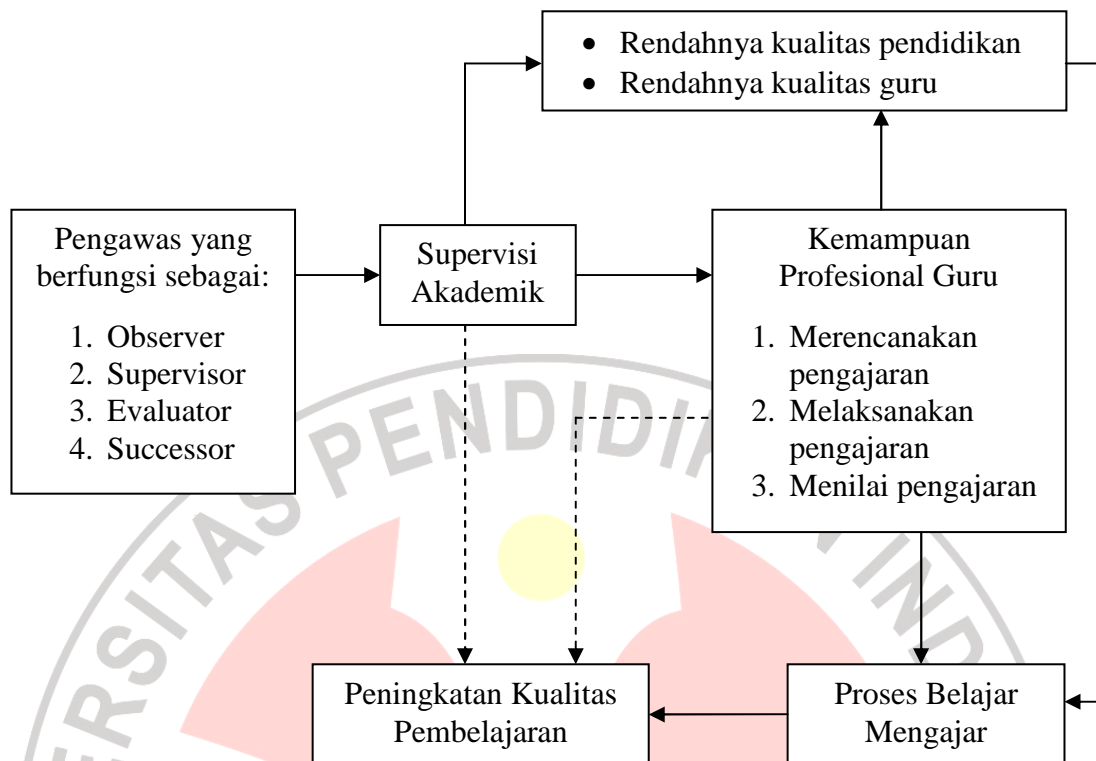 • Rendahnya kualitas pendidikan
• Rendahnya kualitas guru
Pengawas yang
berfungsi sebagai:
1. Observer
2. Supervisor
3. Evaluator
4. Successor
Supervisi
Akademik
Kemampuan
Profesional Guru
1. Merencanakan
pengajaran
2. Melaksanakan
pengajaran
3. Menilai pengajaran
Peningkatan Kualitas
Pembelajaran
Proses Belajar
Mengajar